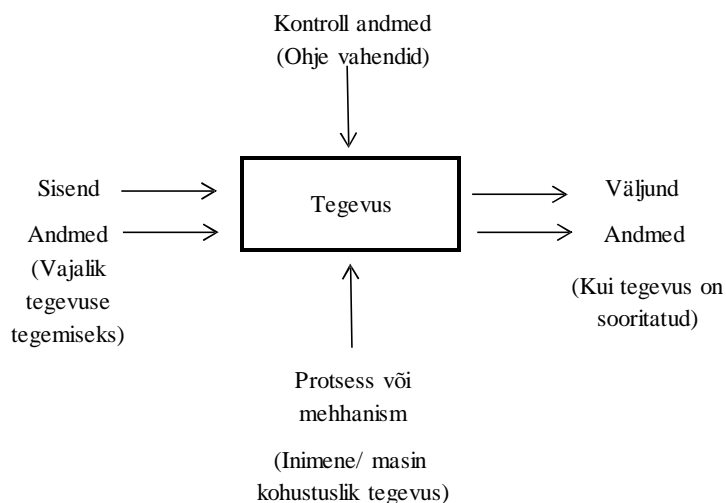 Kontroll andmed
(Ohje vahendid)
Sisend
Andmed
(Vajalik
tegevuse
tegemiseks)
Tegevus
Väljund
Andmed
(Kui tegevus on
sooritatud)
Protsess või
mehhanism
(Inimene/ masin
kohustuslik tegevus)